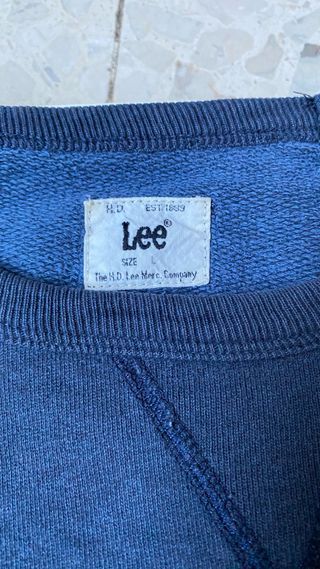 H.D. EST.1889
Lee®
SIZE L
The H.D. Lee Merc. Company